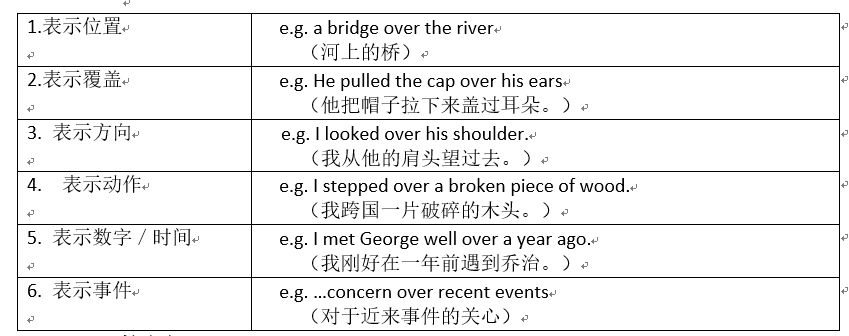 1.表示位置
e.g. a bridge over the river
（河上的桥）
2.表示覆盖
e.g. He pulled the cap over his ears
（他把帽子拉下来盖过耳朵。）
3. 表示方向
e.g. I looked over his shoulder.
（我从他的肩头望过去。）
4. 表示动作
e.g. I stepped over a broken piece of wood.
（我跨国一片破碎的木头。）
5. 表示数字／时间
e.g. I met George well over a year ago.
（我刚好在一年前遇到乔治。）
6. 表示事件
e.g. …concern over recent events
（对于近来事件的关心）